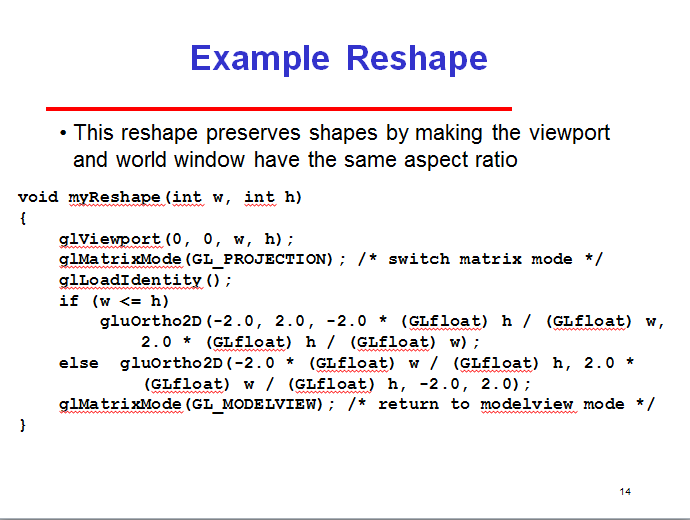 Example Reshape
• This reshape preserves shapes by making the viewport
and world window have the same aspect ratio
void myReshape(int w, int h)
{
glViewport(0, 0, w, h);
glMatrixMode(GL_PROJECTION); /* switch matrix mode */
glLoadIdentity();
if (w <= h)
gluOrtho2D(-2.0, 2.0, -2.0 * (GLfloat) h / (GLfloat) w,
2.0 * (GLfloat) h / (GLfloat) w);
else gluOrtho2D(-2.0 * (GLfloat) w / (GLfloat) h, 2.0 *
(GLfloat) w / (GLfloat) h, -2.0, 2.0);
glMatrixMode(GL_MODELVIEW); /* return to modelview mode */
}
14